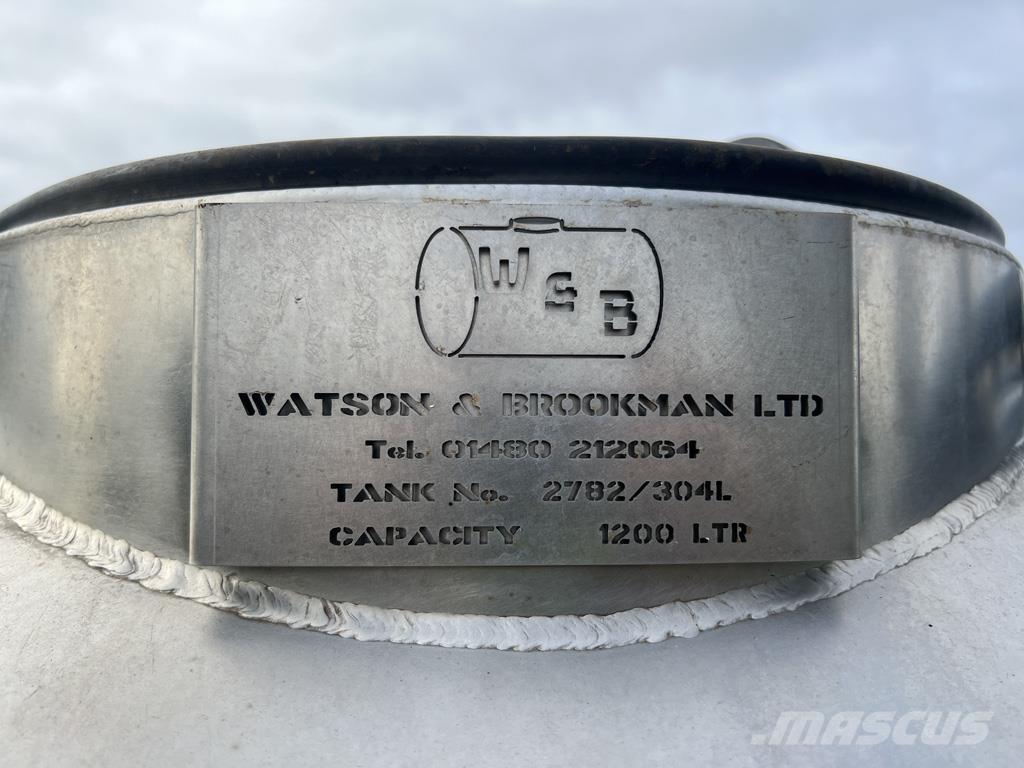 W & B
WATSON & BROOKMAN LTD
Tel. 01480 212064
TANK No. 2782/304L
CAPACITY 1200 LTR
MASCUS